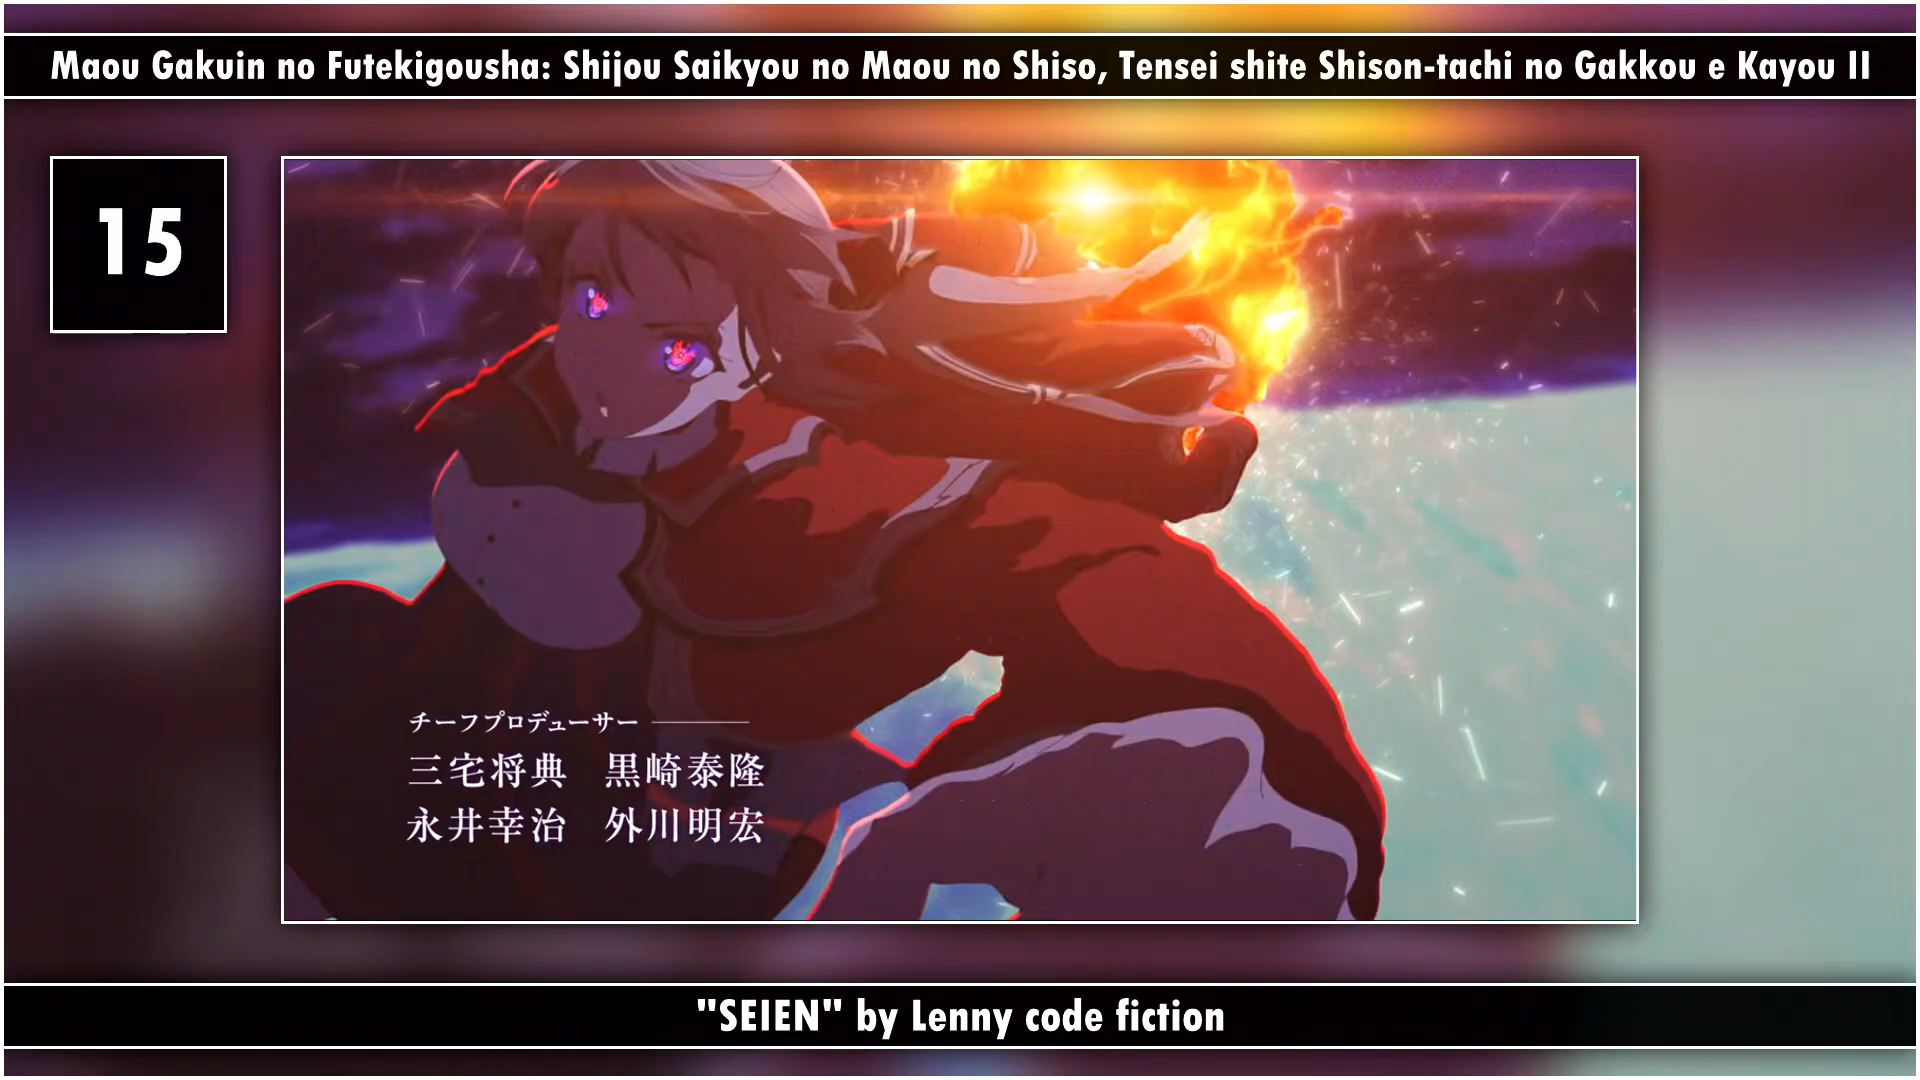 Maou Gakuin no Futekigousha: Shijou Saikyou no Maou no Shiso, Tensei shite Shison-tachi no Gakkou e Kayou II
15
チーフプロデューサー
三宅将典　黒崎泰隆
永井幸治　外川明宏
"SEIEN" by Lenny code fiction